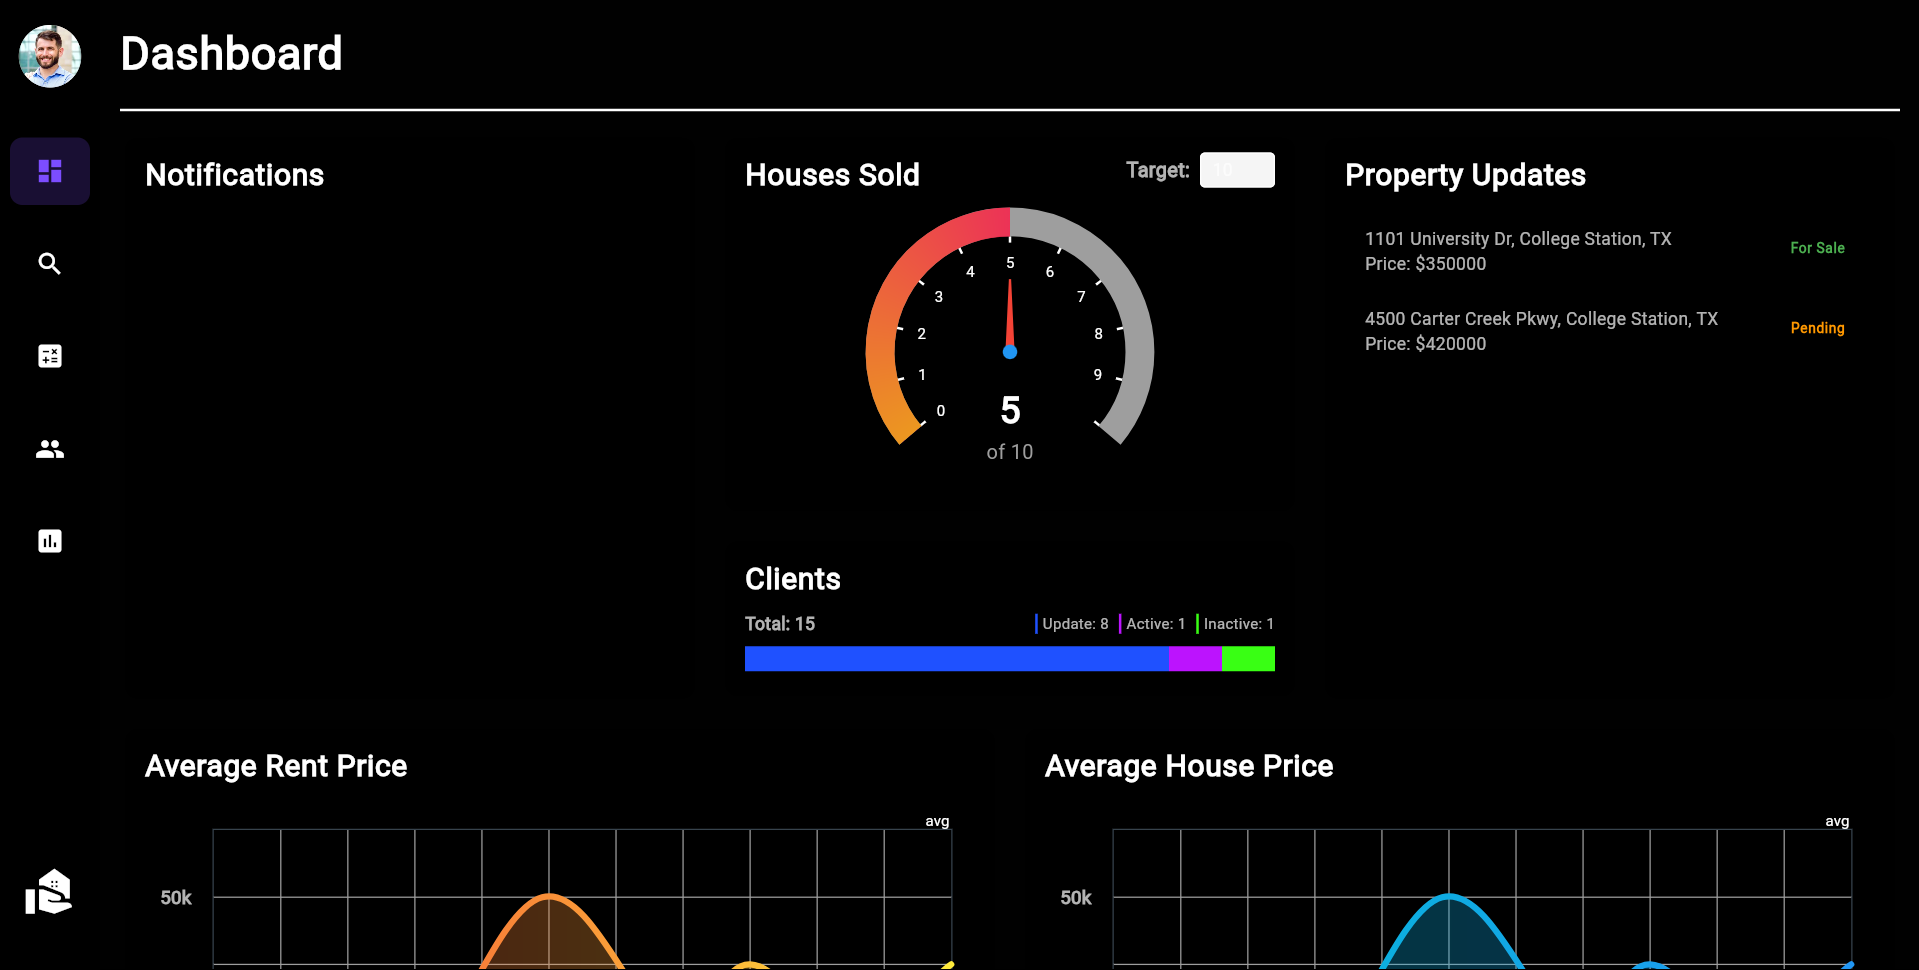 Dashboard
Notifications
Houses Sold
Target: 10
0
1
2
3
4
5
6
7
8
9
5
of 10
Property Updates
1101 University Dr, College Station, TX
Price: $350000
For Sale
4500 Carter Creek Pkwy, College Station, TX
Price: $420000
Pending
Clients
Total: 15
Update: 8
Active: 1
Inactive: 1
Average Rent Price
avg
50k
Average House Price
avg
50k